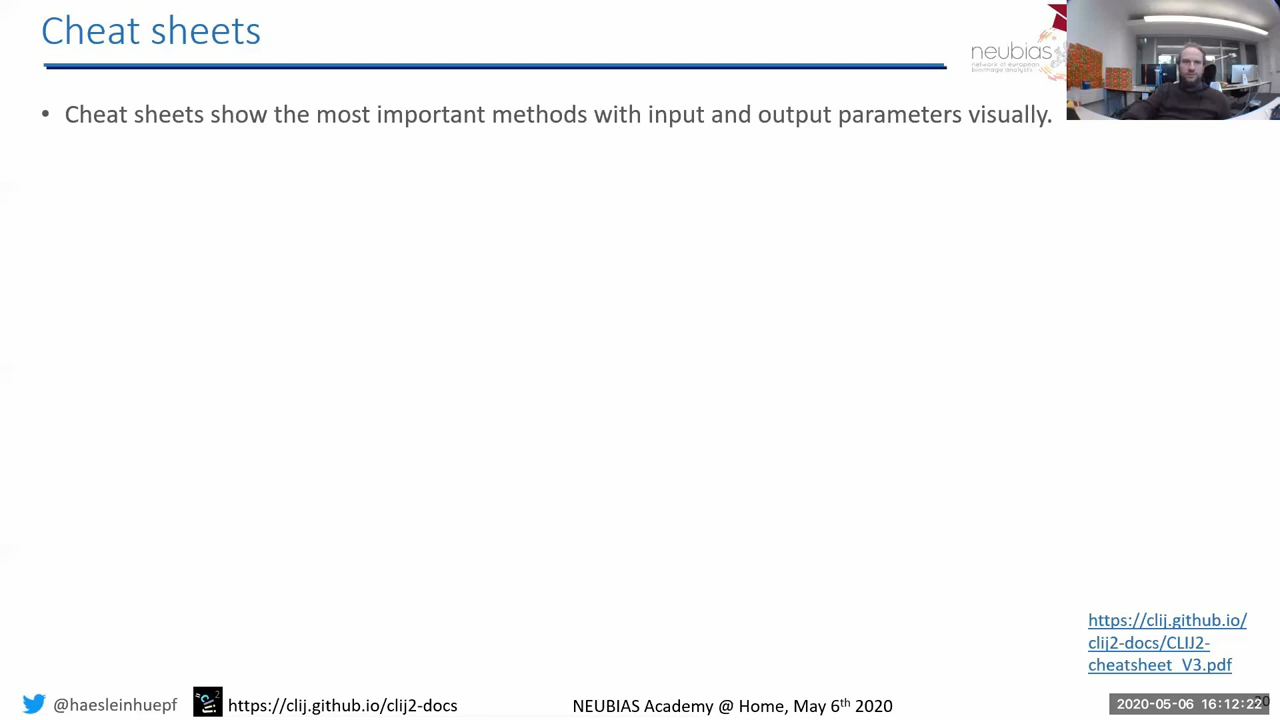 Cheat sheets
neubias
network of european
bioimage analysts
• Cheat sheets show the most important methods with input and output parameters visually.
https://clij.github.io/
clij2-docs/CLIJ2-
cheatsheet_V3.pdf
@haesleinhuepf
https://clij.github.io/clij2-docs
NEUBIAS Academy @ Home, May 6th 2020
2020-05-06 16:12:22